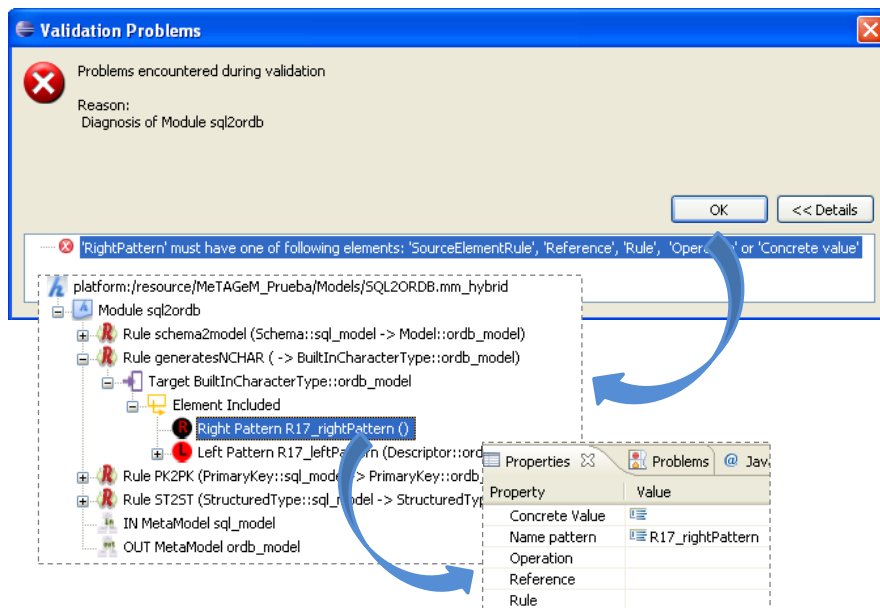 Validation Problems
Problems encountered during validation
Reason:
Diagnosis of Module sql2ordb
OK
<< Details
'RightPattern' must have one of following elements: 'SourceElementRule', 'Reference', 'Rule', 'Oper or 'Concrete value'
platform:/resource/MeTAGeM_Prueba/Models/SQL2ORDB.mm_hybrid
Module sql2ordb
Rule schema2model (Schema::sql_model -> Model::ordb_model)
Rule generatesNCHAR ( -> BuiltInCharacterType::ordb_model)
Target BuiltInCharacterType::ordb_model
Element Included
Right Pattern R17_rightPattern ()
Left Pattern R17_leftPa (Descriptor::ord
Rule PK2PK (PrimaryKey::sql_mode > PrimaryKey::ordb_
Rule ST2ST (StructuredType::sql_model -> StructuredTyp
IN MetaModel sql_model
OUT MetaModel ordb_model
Properties Problems @ Jav
Property Value
Concrete Value
Name pattern R17_rightPattern
Operation
Reference
Rule